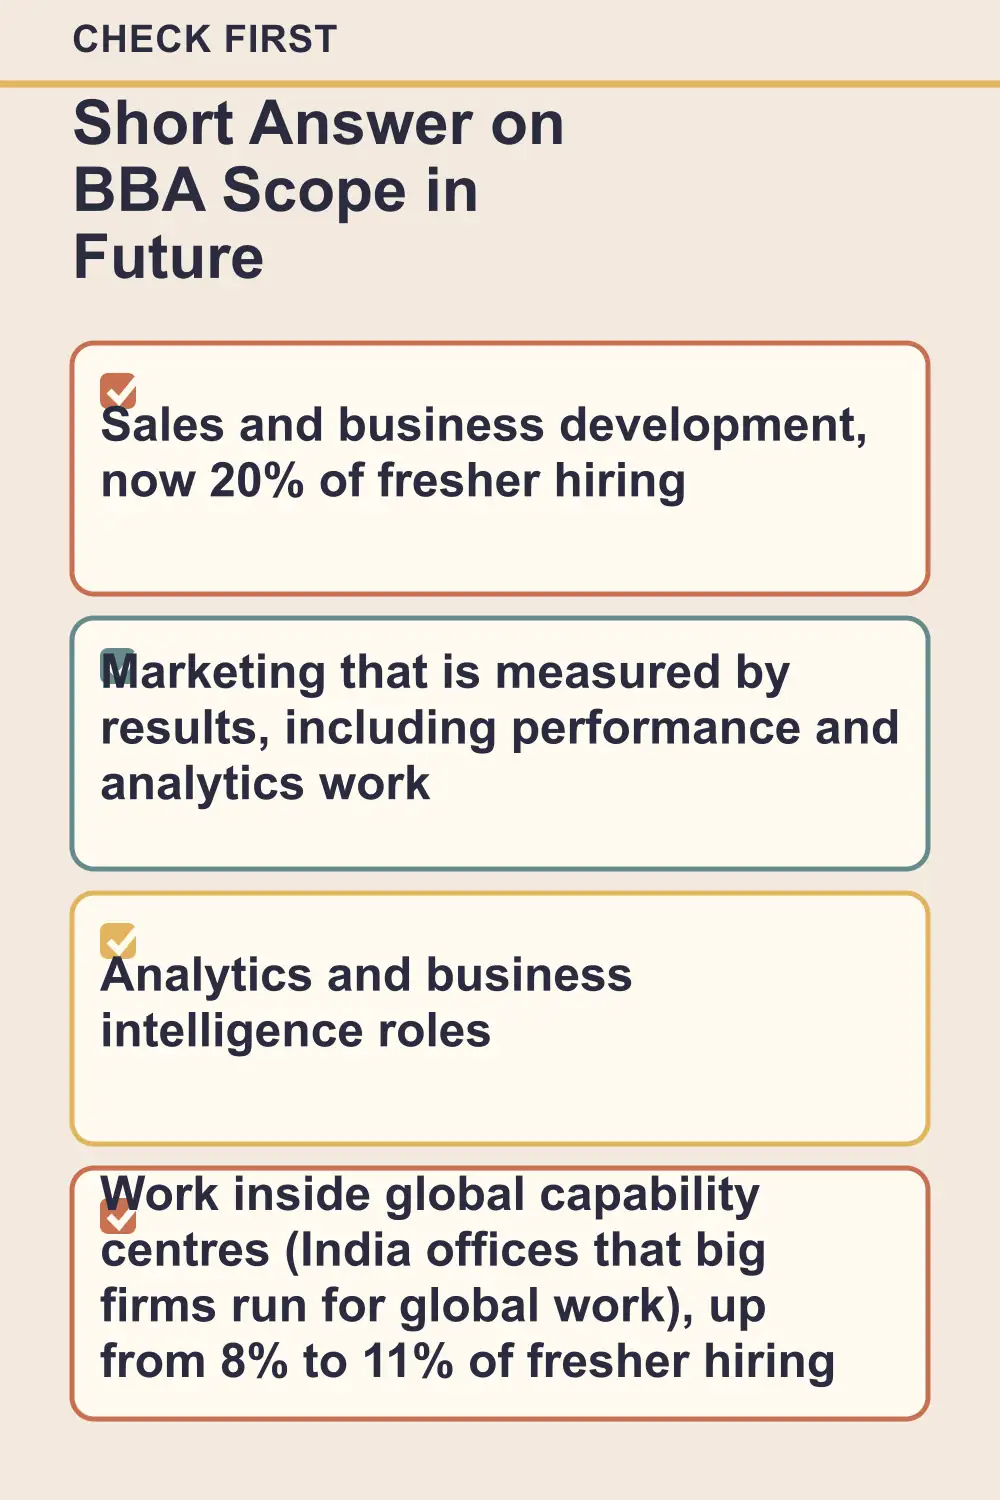 CHECK FIRST
Short Answer on
BBA Scope in
Future
Sales and business development,
now 20% of fresher hiring
Marketing that is measured by
results, including performance and
analytics work
Analytics and business
intelligence roles
Work inside global capability
centres (India offices that big
firms run for global work), up
from 8% to 11% of fresher hiring